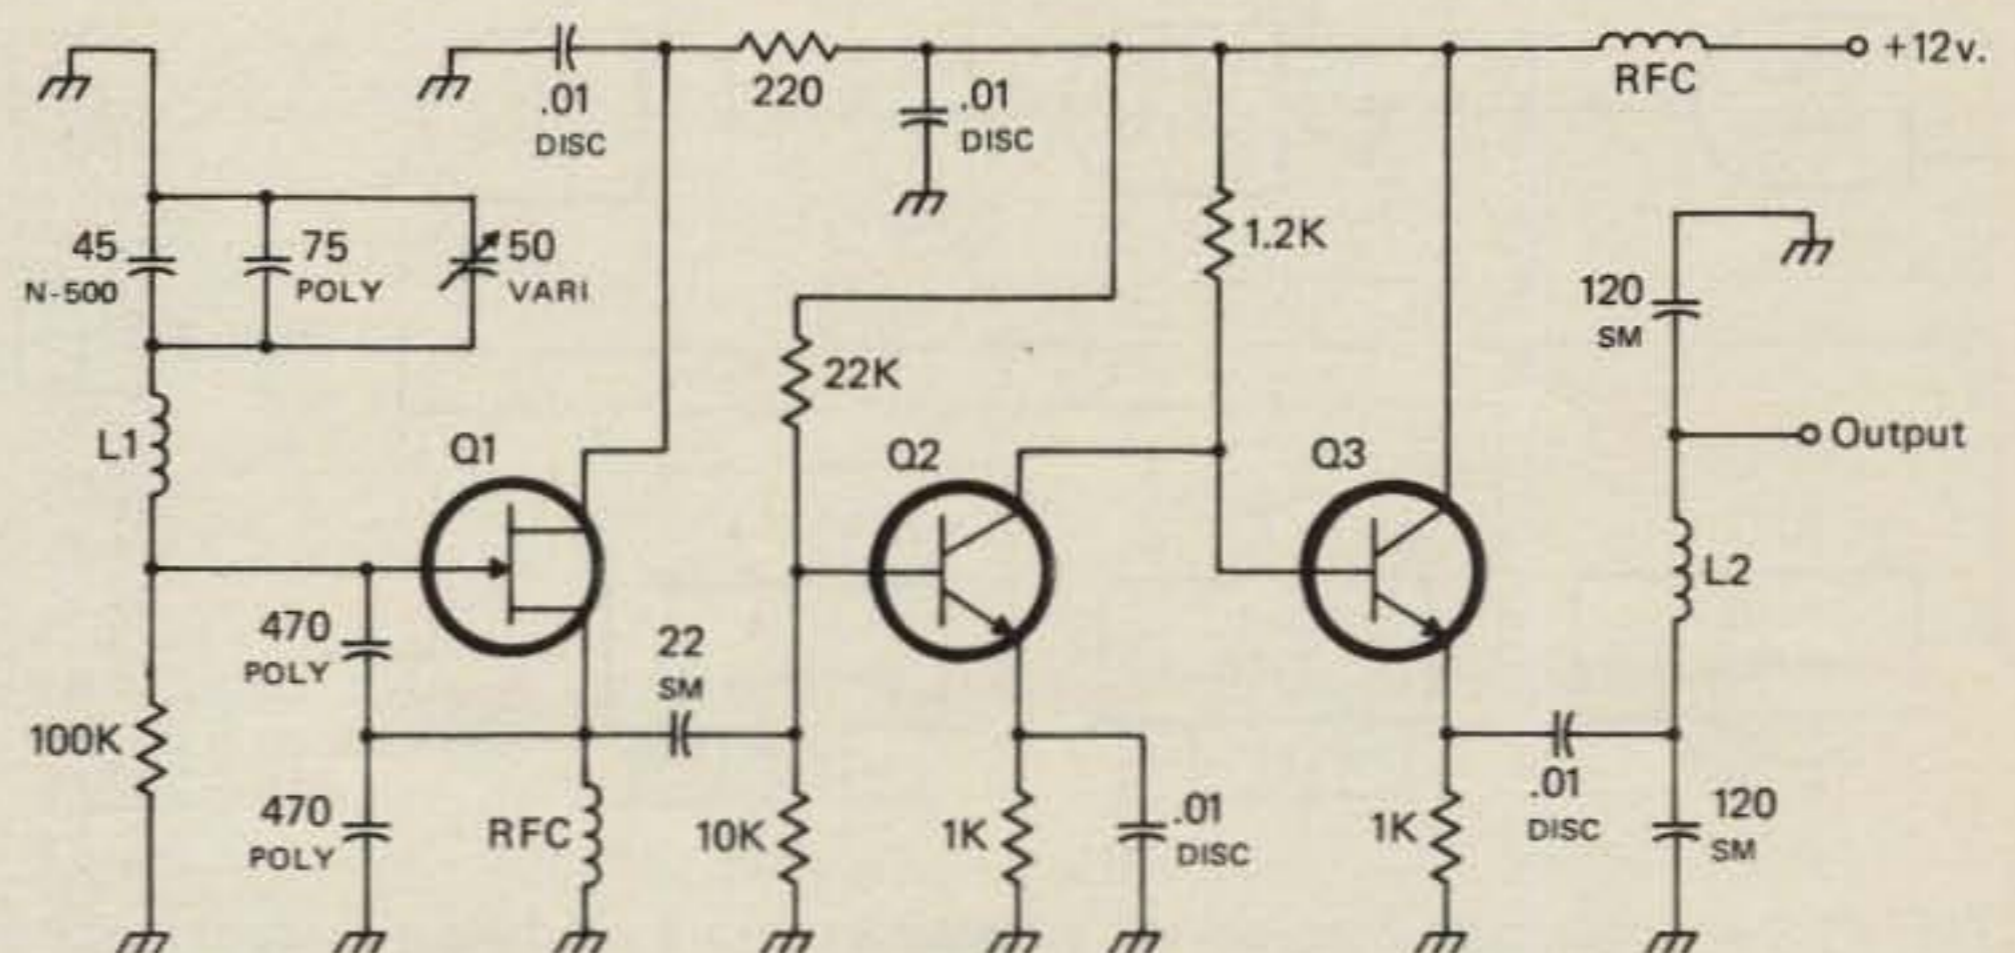 +12v.
RFC
220
.01
DISC
.01
DISC
45
N-500
75
POLY
50
VARI
1.2K
120
SM
22K
L1
Q1
Q2
Q3
Output
L2
470
POLY
22
SM
100K
470
POLY
RFC
10K
1K
.01
DISC
1K
.01
DISC
120
SM